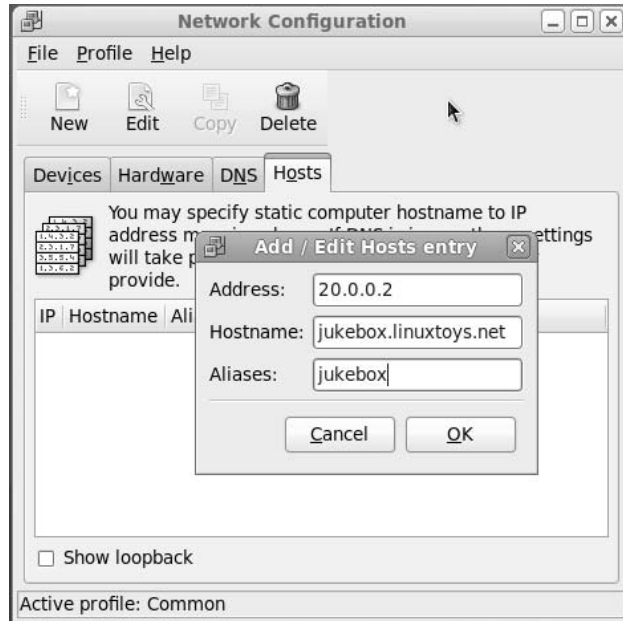 Network Configuration
File Profile Help
New Edit Copy Delete
Devices Hardware DNS Hosts
You may specify static computer hostname to IP
address
will take
provide.
ettings
Add / Edit Hosts entry
Address: 20.0.0.2
Hostname: jukebox.linuxtoys.net
Aliases: jukebox
Cancel OK
IP Hostname Ali
Show loopback
Active profile: Common